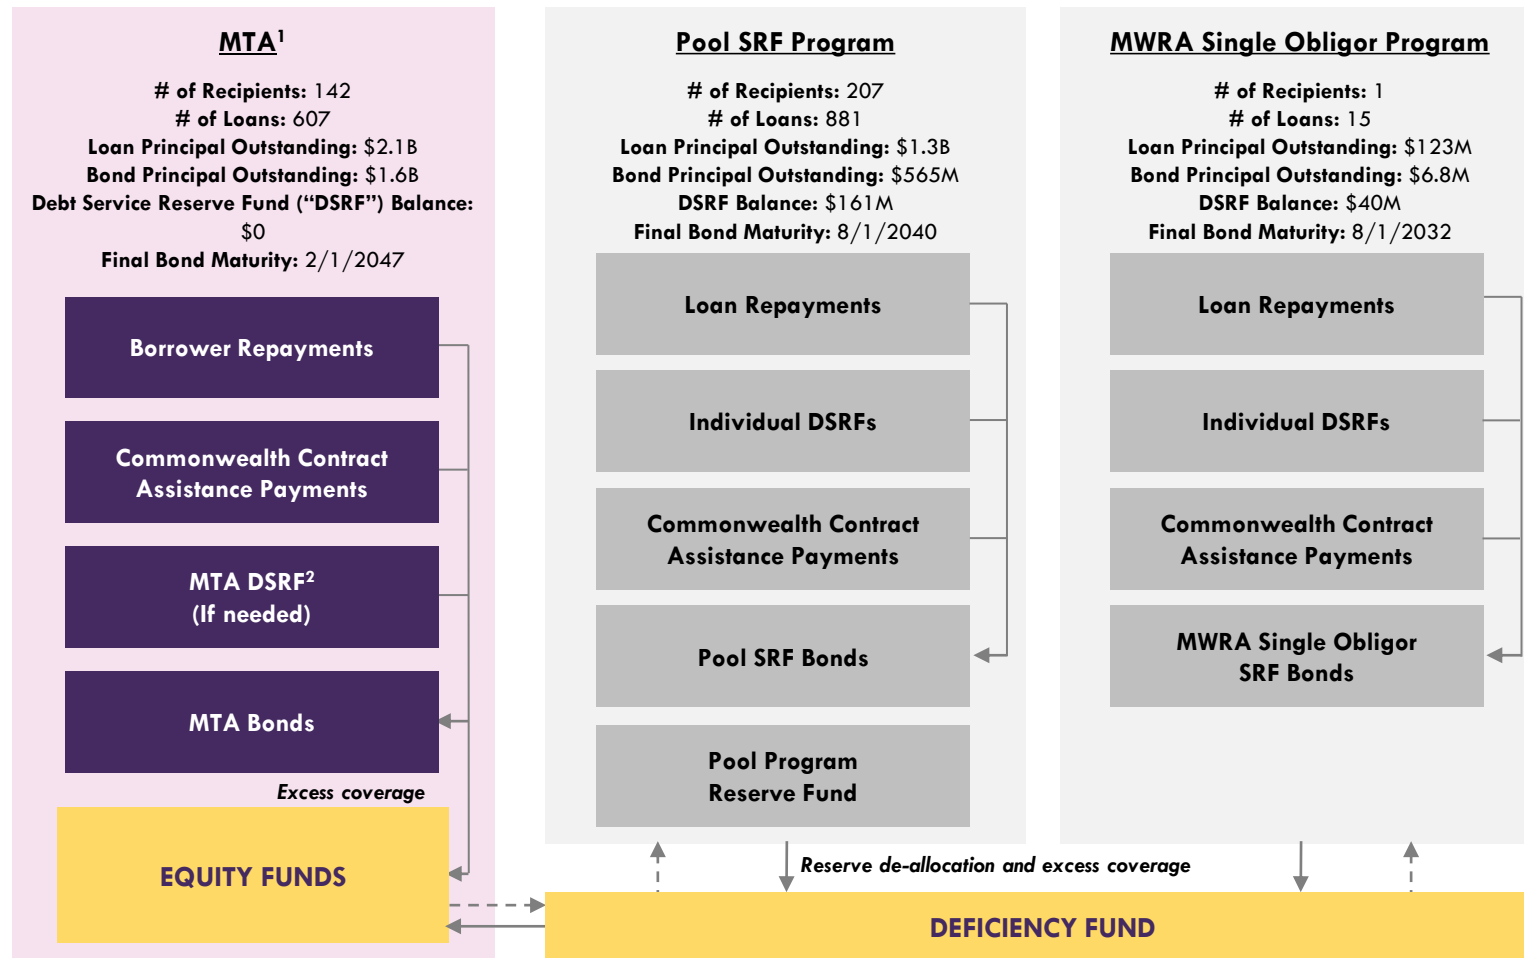 MTA¹
# of Recipients: 142
# of Loans: 607
Loan Principal Outstanding: $2.1B
Bond Principal Outstanding: $1.6B
Debt Service Reserve Fund (“DSRF”) Balance:
$0
Final Bond Maturity: 2/1/2047
Borrower Repayments
Commonwealth Contract
Assistance Payments
MTA DSRF²
(If needed)
MTA Bonds
Excess coverage
EQUITY FUNDS
Pool SRF Program
# of Recipients: 207
# of Loans: 881
Loan Principal Outstanding: $1.3B
Bond Principal Outstanding: $565M
DSRF Balance: $161M
Final Bond Maturity: 8/1/2040
Loan Repayments
Individual DSRFs
Commonwealth Contract
Assistance Payments
Pool SRF Bonds
Pool Program
Reserve Fund
MWRA Single Obligor Program
# of Recipients: 1
# of Loans: 15
Loan Principal Outstanding: $123M
Bond Principal Outstanding: $6.8M
DSRF Balance: $40M
Final Bond Maturity: 8/1/2032
Loan Repayments
Individual DSRFs
Commonwealth Contract
Assistance Payments
MWRA Single Obligor
SRF Bonds
Reserve de-allocation and excess coverage
DEFICIENCY FUND